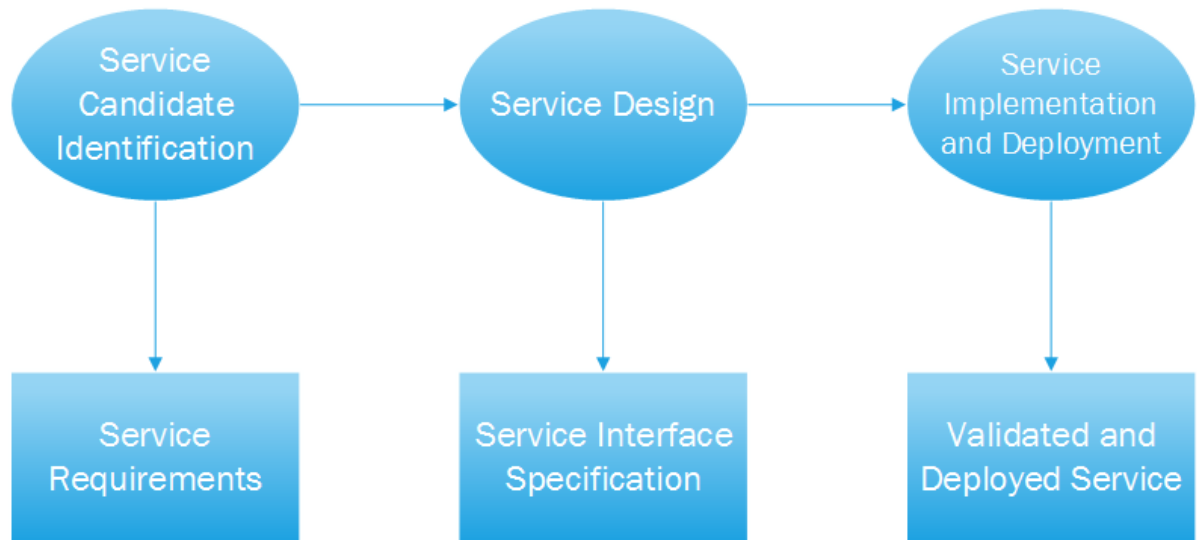 Service
Candidate
Identification
Service Design
Service
Implementation
and Deployment
Service
Requirements
Service Interface
Specification
Validated and
Deployed Service